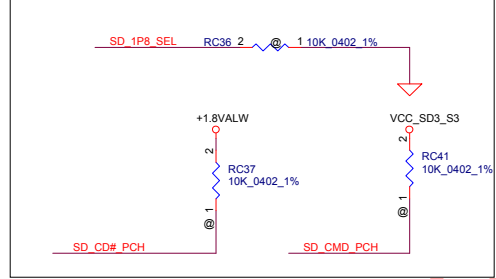 SD_1P8_SEL RC36 2 @ 1 10K_0402_1%
+1.8VALW VCC_SD3_S3
2 2
RC37 RC41
10K_0402_1% 10K_0402_1%
@ 1 @ 1
SD_CD#_PCH SD_CMD_PCH